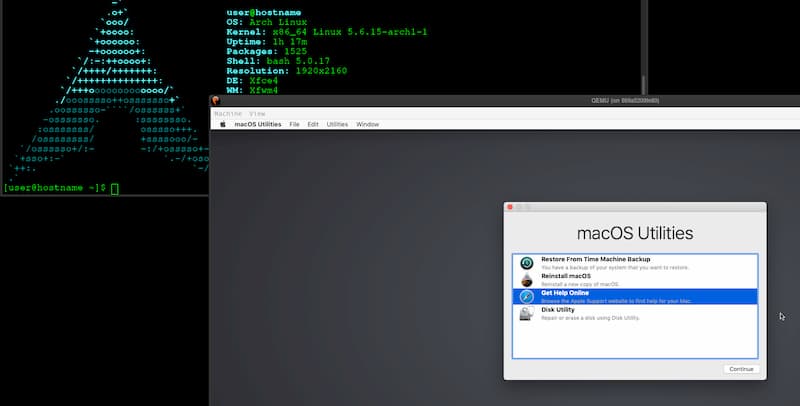 user@hostname
OS: Arch Linux
Kernel: x86_64 Linux 5.6.15-arch1-1
Uptime: 1h 17m
Packages: 1525
Shell: bash 5.0.17
Resolution: 1920x2160
DE: Xfce4
WM: Xfwm4
[user@hostname ~]$
Machine View
macOS Utilities File Edit Utilities Window
macOS Utilities
Restore From Time Machine Backup
You have a backup of your system that you want to restore.
Reinstall macOS
Reinstall a new copy of macOS.
Get Help Online
Browse the Apple Support website to find help for your Mac.
Disk Utility
Repair or erase a disk using Disk Utility.
Continue